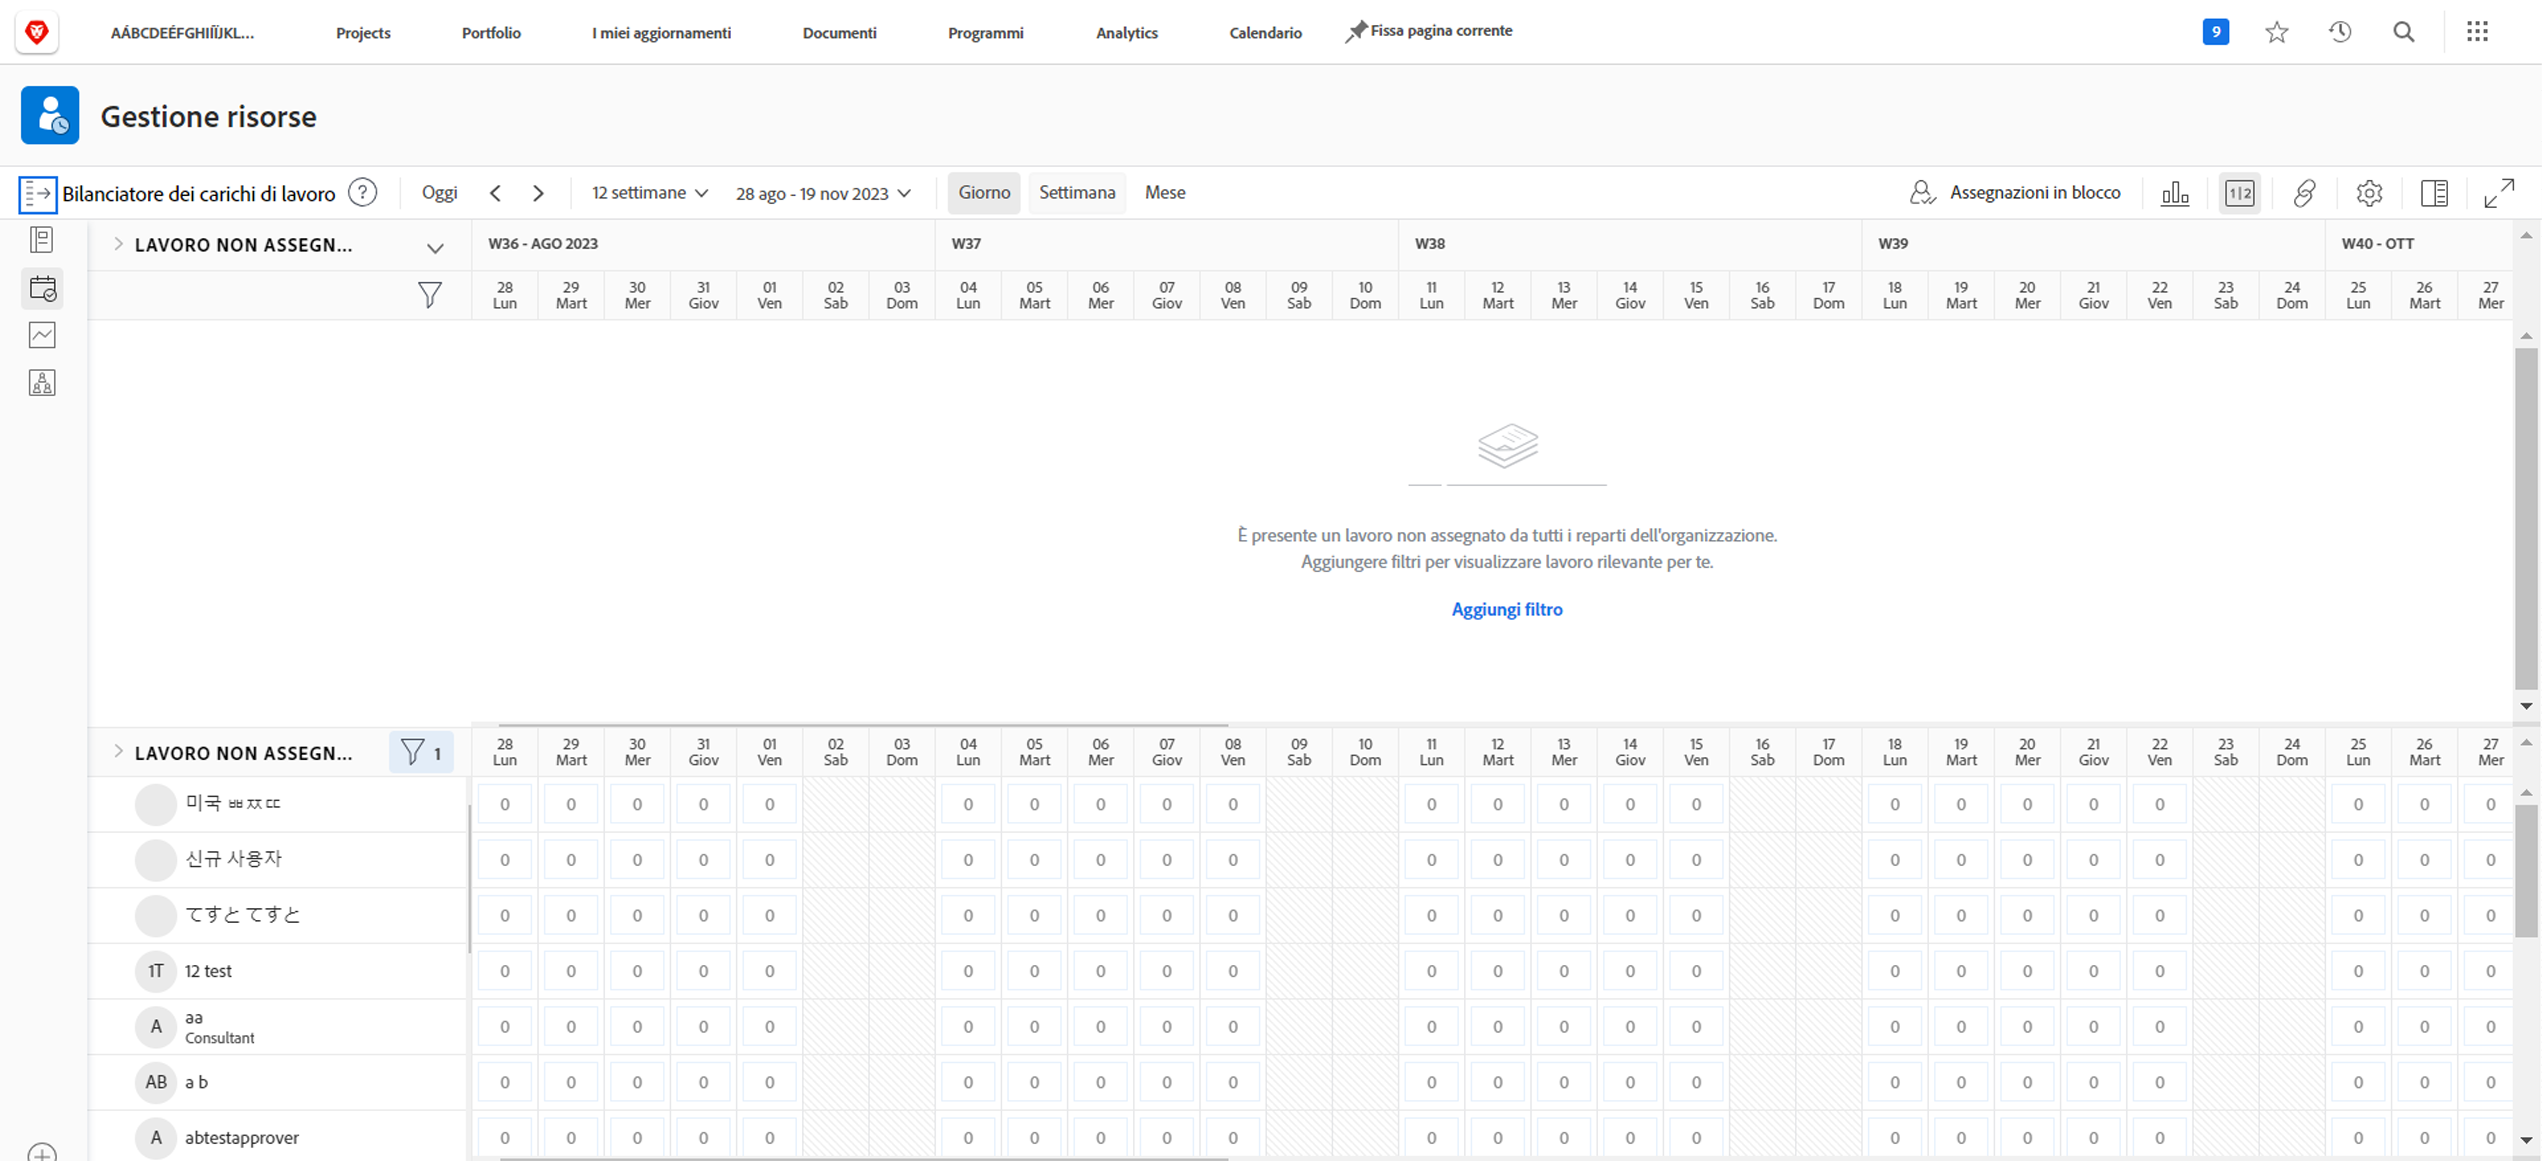 AÁBCDEÉFGHIÍÏJKL...
Projects
Portfolio
I miei aggiornamenti
Documenti
Programmi
Analytics
Calendario
Fissa pagina corrente
9
Gestione risorse
Bilanciatore dei carichi di lavoro
?
Oggi
12 settimane
28 ago - 19 nov 2023
Giorno
Settimana
Mese
Assegnazioni in blocco
1|2
LAVORO NON ASSEGN...
W36 - AGO 2023
W37
W38
W39
W40 - OTT
28 29 30 31 01 02 03 04 05 06 07 08 09 10 11 12 13 14 15 16 17 18 19 20 21 22 23 24 25 26 27
Lun Mart Mer Giov Ven Sab Dom Lun Mart Mer Giov Ven Sab Dom Lun Mart Mer Giov Ven Sab Dom Lun Mart Mer Giov Ven Sab Dom Lun Mart Mer
È presente un lavoro non assegnato da tutti i reparti dell'organizzazione.
Aggiungere filtri per visualizzare lavoro rilevante per te.
Aggiungi filtro
LAVORO NON ASSEGN...
1
28 29 30 31 01 02 03 04 05 06 07 08 09 10 11 12 13 14 15 16 17 18 19 20 21 22 23 24 25 26 27
Lun Mart Mer Giov Ven Sab Dom Lun Mart Mer Giov Ven Sab Dom Lun Mart Mer Giov Ven Sab Dom Lun Mart Mer Giov Ven Sab Dom Lun Mart Mer
미국 ㅃㅉㄸ 0 0 0 0 0 0 0 0 0 0 0 0 0 0 0 0 0 0 0 0 0 0 0
신규 사용자 0 0 0 0 0 0 0 0 0 0 0 0 0 0 0 0 0 0 0 0 0 0 0
てすと てすと 0 0 0 0 0 0 0 0 0 0 0 0 0 0 0 0 0 0 0 0 0 0 0
1T 12 test 0 0 0 0 0 0 0 0 0 0 0 0 0 0 0 0 0 0 0 0 0 0 0
A aa 0 0 0 0 0 0 0 0 0 0 0 0 0 0 0 0 0 0 0 0 0 0 0
Consultant
AB a b 0 0 0 0 0 0 0 0 0 0 0 0 0 0 0 0 0 0 0 0 0 0 0
A abtestapprover 0 0 0 0 0 0 0 0 0 0 0 0 0 0 0 0 0 0 0 0 0 0 0